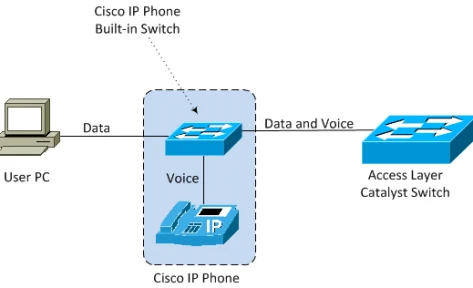 Cisco IP Phone
Built-in Switch
Data
Data and Voice
User PC
Voice
Access Layer
Catalyst Switch
IP
Cisco IP Phone